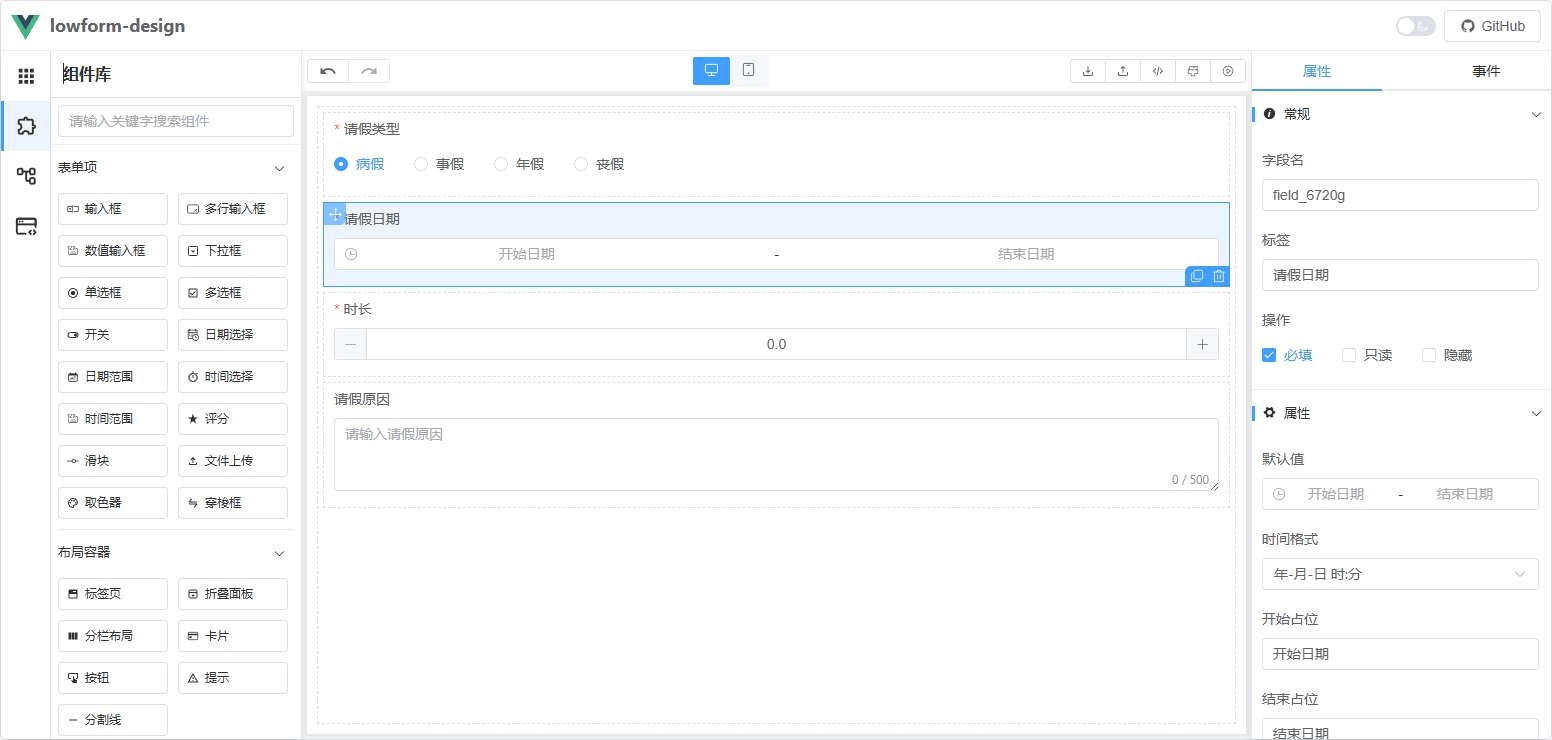 lowform-design
GitHub
组件库
请输入关键字搜索组件
表单项
输入框
多行输入框
数值输入框
下拉框
单选框
多选框
开关
日期选择
日期范围
时间选择
时间范围
评分
滑块
文件上传
取色器
穿梭框
布局容器
标签页
折叠面板
分栏布局
卡片
按钮
提示
分割线
* 请假类型
病假 事假 年假 丧假
请假日期
开始日期 - 结束日期
* 时长
0.0
请假原因
请输入请假原因
0 / 500
属性 事件
常规
字段名
field_6720g
标签
请假日期
操作
必填 只读 隐藏
属性
默认值
开始日期 - 结束日期
时间格式
年-月-日 时:分
开始占位
开始日期
结束占位
结束日期